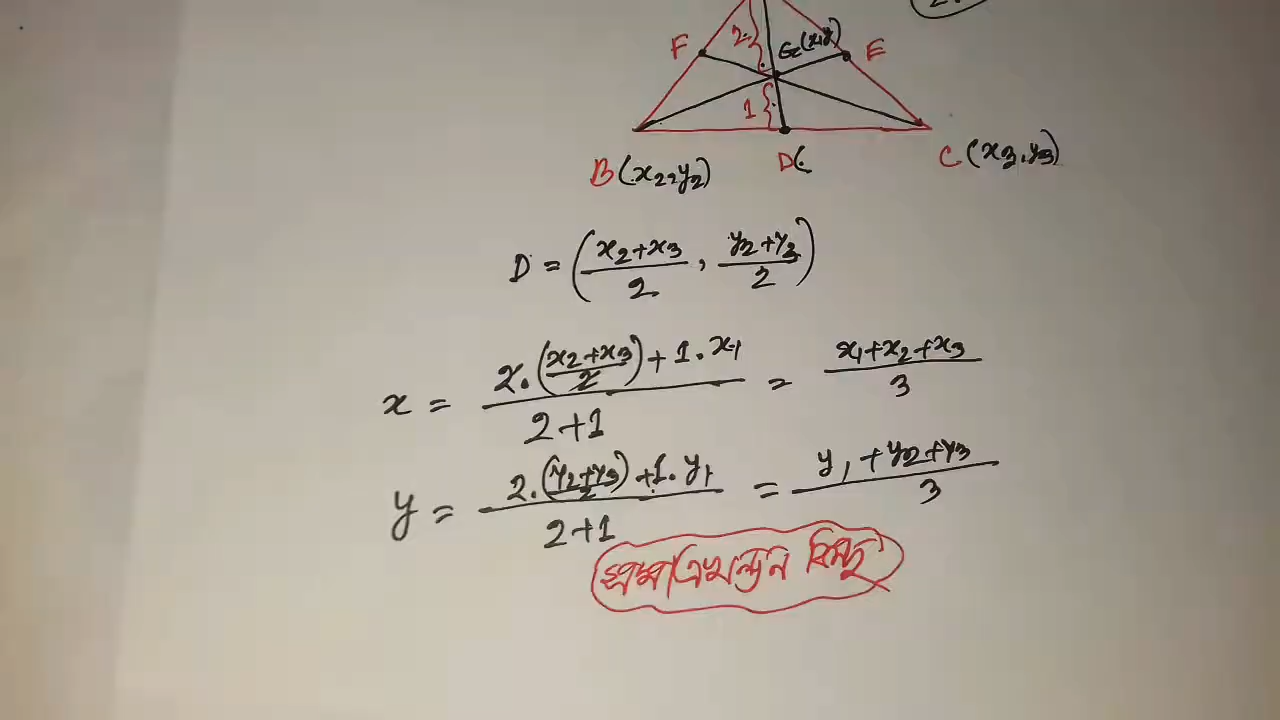 F 2 G(x,y) E
1
B(x₂,y₂) D( C(x₃,y₃)
D = ((x₂+x₃)/2, (y₂+y₃)/2)
x = (2.((x₂+x₃)/2)+1.x₁)/(2+1) = (x₁+x₂+x₃)/3
y = (2.((y₂+y₃)/2)+1.y₁)/(2+1) = (y₁+y₂+y₃)/3
বিন্দু